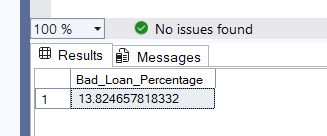 100 %
No issues found
Results
Messages
Bad_Loan_Percentage
1
13.824657818332